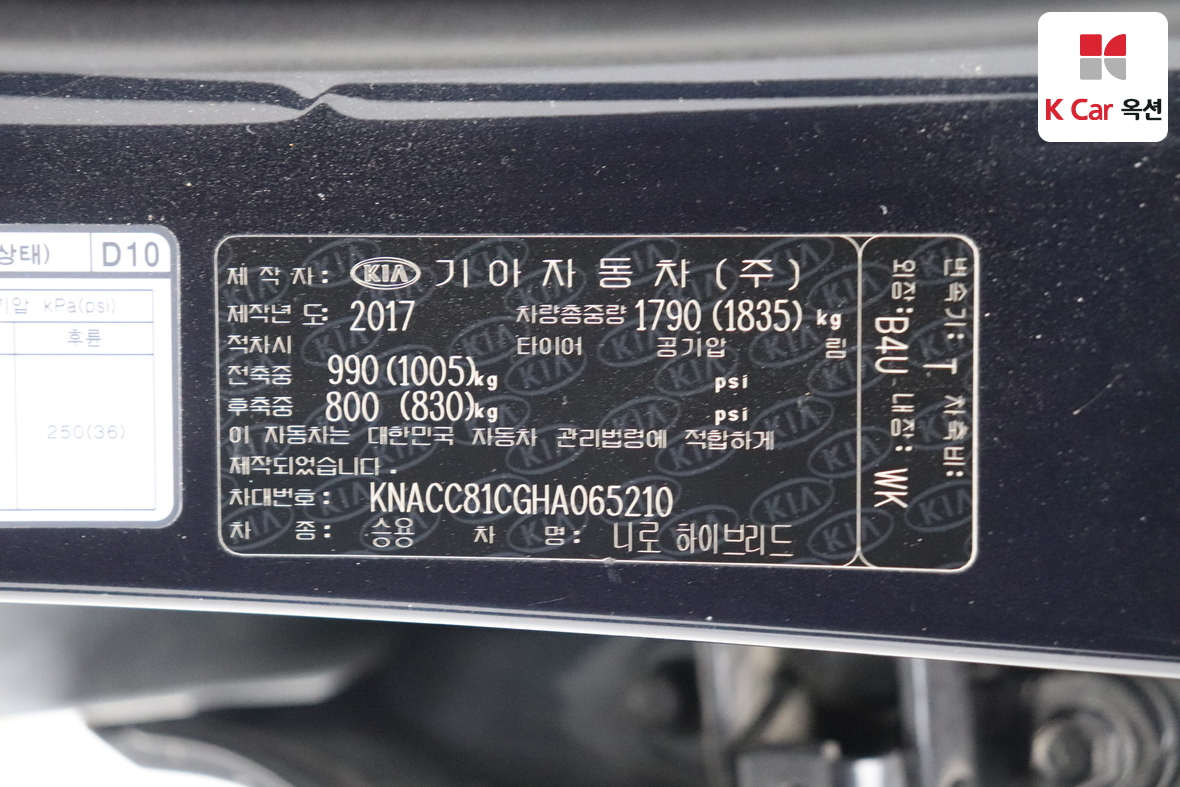 K Car 옥션
상태) D10
기압 kPa(psi)
후륜
250(36)
제 작 자 : KIA 기 아 자 동 차 ( 주 )
제작년 도: 2017 차량총중량 1790 (1835) kg
적차시 타이어 공기압 림
전축중 990 (1005)kg psi
후축중 800 (830)kg psi
이 자동차는 대한민국 자동차 관리법령에 적합하게
제작되었습니다.
차대번호 : KNACC81CGHA065210
차 종 : 승용 차 명 : 니로 하이브리드
변속기: T 차축비:
외장:B4U 내장: WK